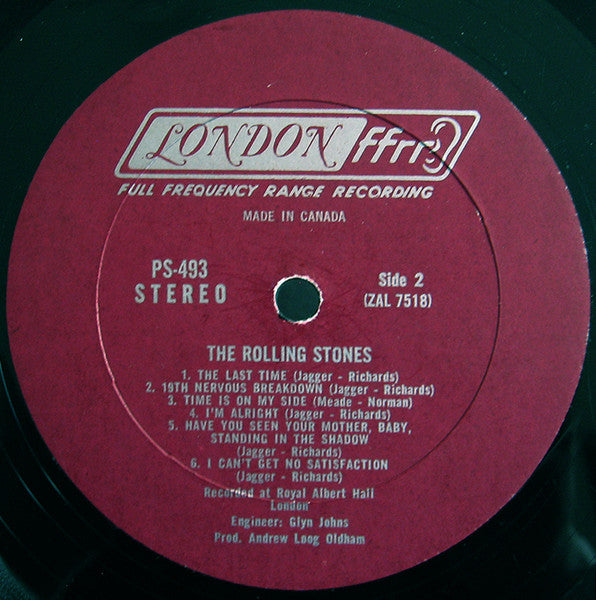 LONDON ffrr
FULL FREQUENCY RANGE RECORDING
MADE IN CANADA
PS-493
STEREO
Side 2
(ZAL 7518)
THE ROLLING STONES
1. THE LAST TIME (Jagger - Richards)
2. 19TH NERVOUS BREAKDOWN (Jagger - Richards)
3. TIME IS ON MY SIDE (Meade - Norman)
4. I'M ALRIGHT (Jagger - Richards)
5. HAVE YOU SEEN YOUR MOTHER, BABY,
STANDING IN THE SHADOW
(Jagger - Richards)
6. I CAN'T GET NO SATISFACTION
(Jagger - Richards)
Recorded at Royal Albert Hall
London
Engineer: Glyn Johns
Prod. Andrew Loog Oldham